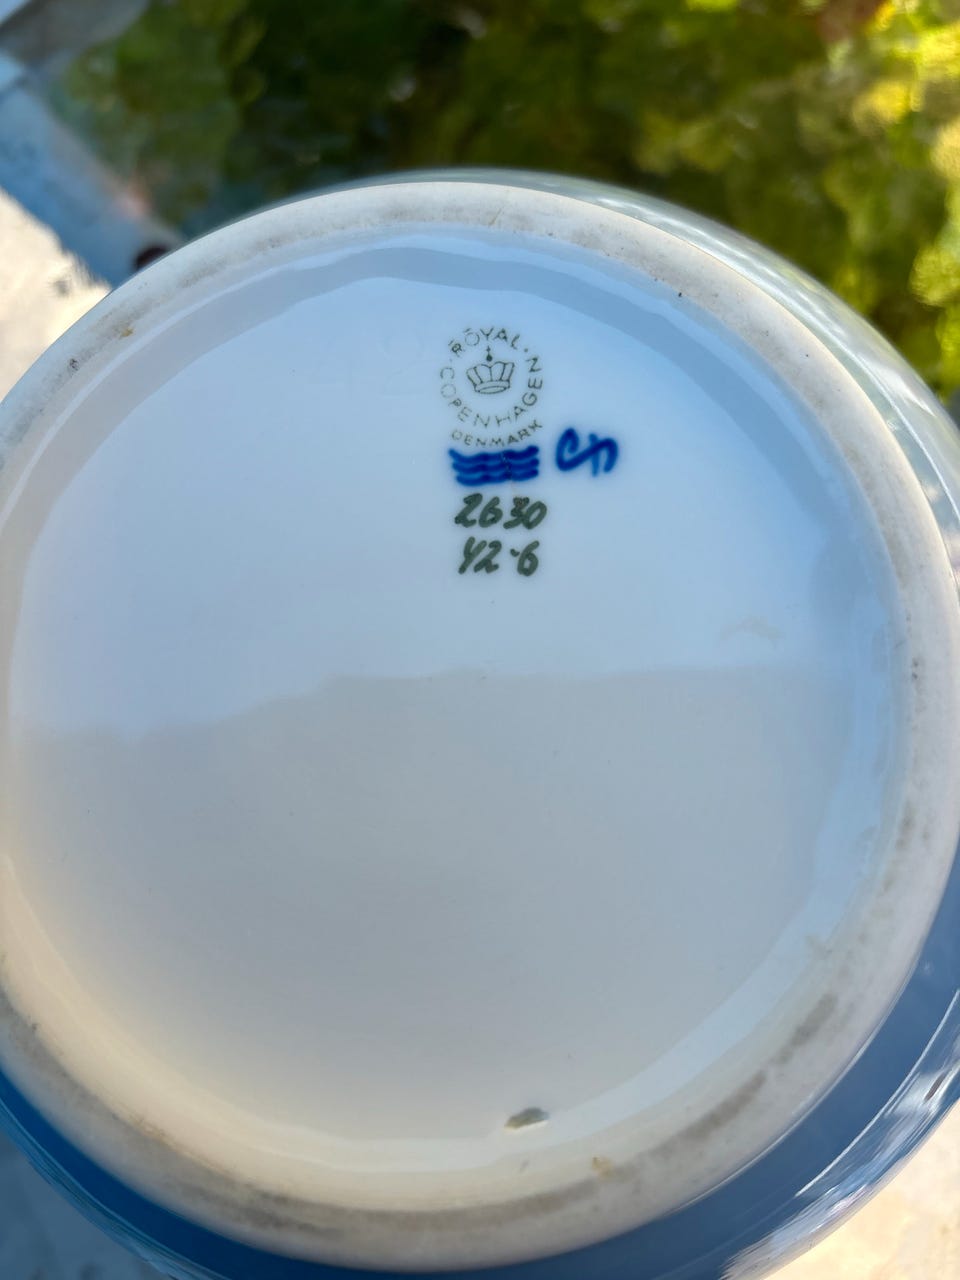 ROYAL COPENHAGEN
DENMARK
2630
42·6